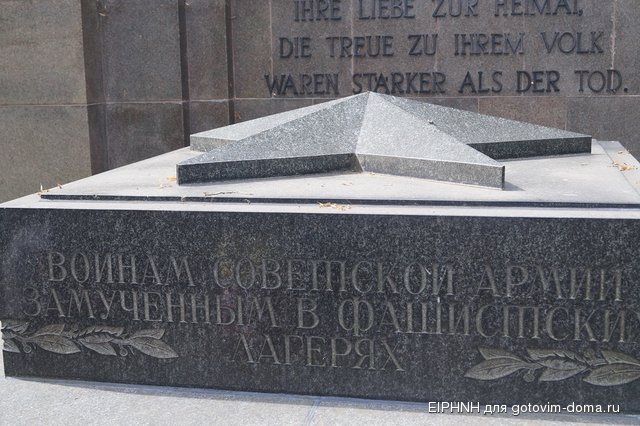 IHRE LIEBE ZUR HEIMAT,
DIE TREUE ZU IHREM VOLK
WAREN STÄRKER ALS DER TOD.
ВОИНАМ СОВЕТСКОЙ АРМИИ
ЗАМУЧЕННЫМ В ФАШИСТСКИХ
ЛАГЕРЯХ
EIPHNH для gotovim-doma.ru